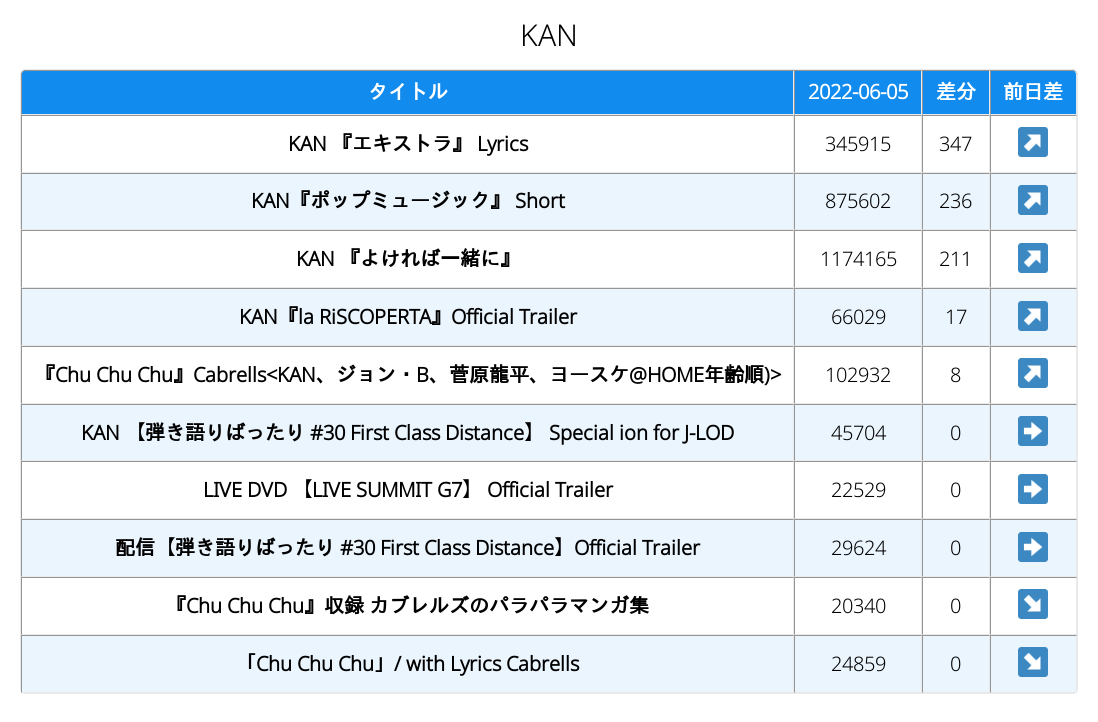 KAN
タイトル 2022-06-05 差分 前日差
KAN 『エキストラ』 Lyrics 345915 347 ↗
KAN『ポップミュージック』 Short 875602 236 ↗
KAN 『よければ一緒に』 1174165 211 ↗
KAN『la RiSCOPERTA』Official Trailer 66029 17 ↗
『Chu Chu Chu』Cabrells<KAN、ジョン・B、菅原龍平、ヨースケ@HOME年齢順)> 102932 8 ↗
KAN 【弾き語りばったり #30 First Class Distance】 Special ion for J-LOD 45704 0 ➡
LIVE DVD 【LIVE SUMMIT G7】 Official Trailer 22529 0 ➡
配信【弾き語りばったり #30 First Class Distance】Official Trailer 29624 0 ➡
『Chu Chu Chu』収録 カブレルズのパラパラマンガ集 20340 0 ↘
「Chu Chu Chu」/ with Lyrics Cabrells 24859 0 ↘